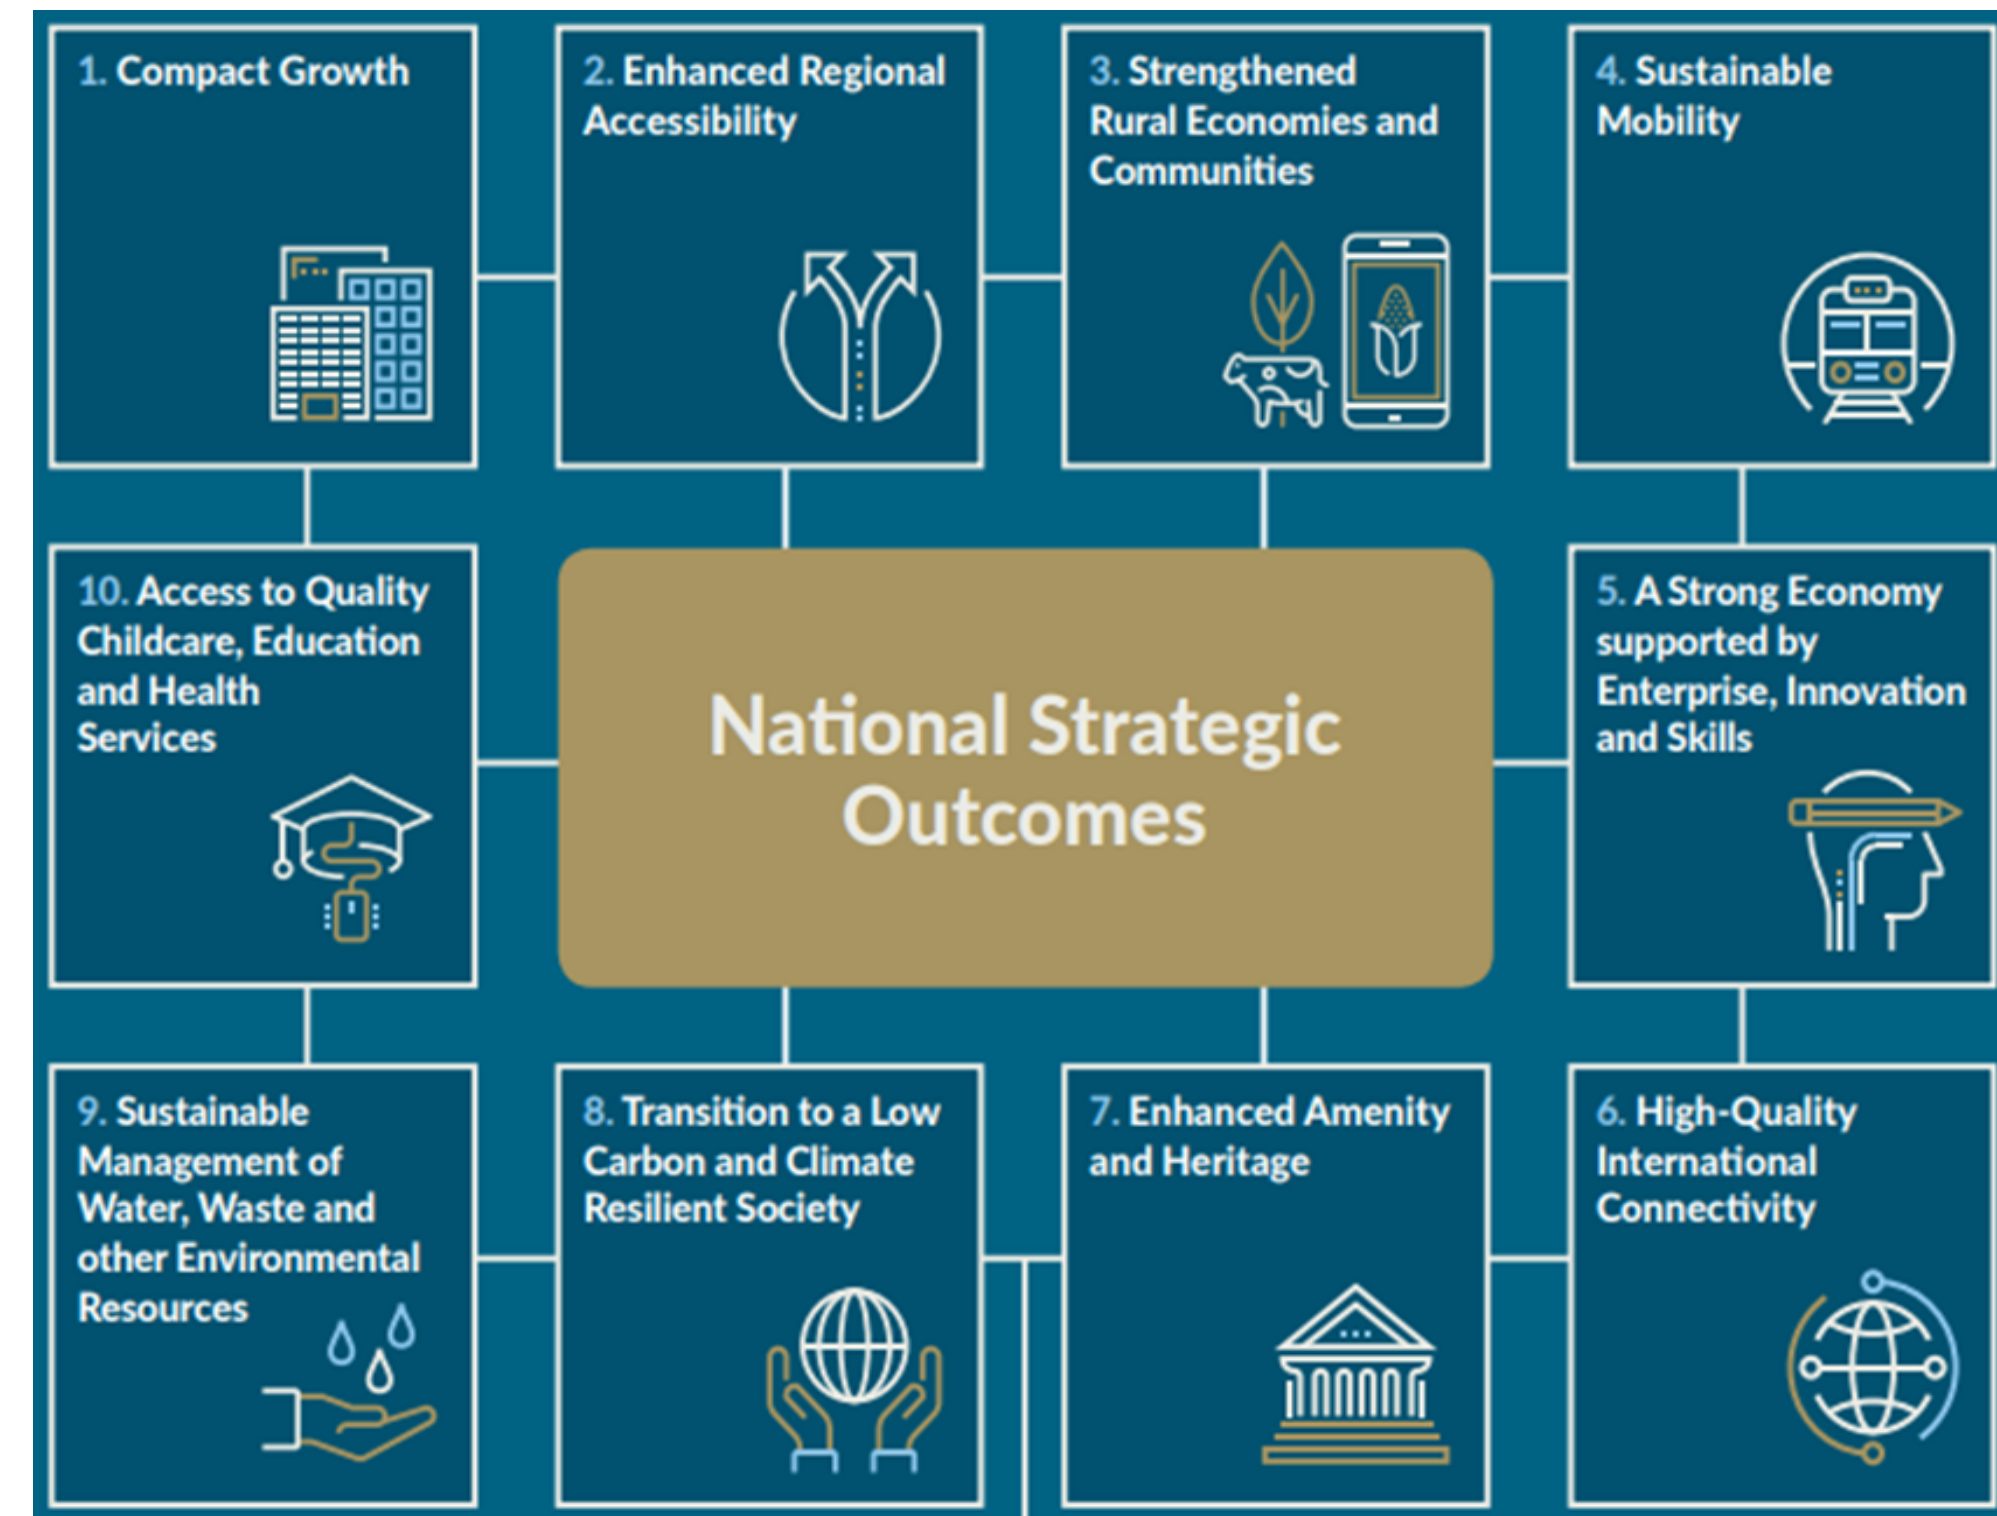 1. Compact Growth
2. Enhanced Regional
Accessibility
3. Strengthened
Rural Economies and
Communities
4. Sustainable
Mobility
10. Access to Quality
Childcare, Education
and Health
Services
National Strategic
Outcomes
5. A Strong Economy
supported by
Enterprise, Innovation
and Skills
9. Sustainable
Management of
Water, Waste and
other Environmental
Resources
8. Transition to a Low
Carbon and Climate
Resilient Society
7. Enhanced Amenity
and Heritage
6. High-Quality
International
Connectivity